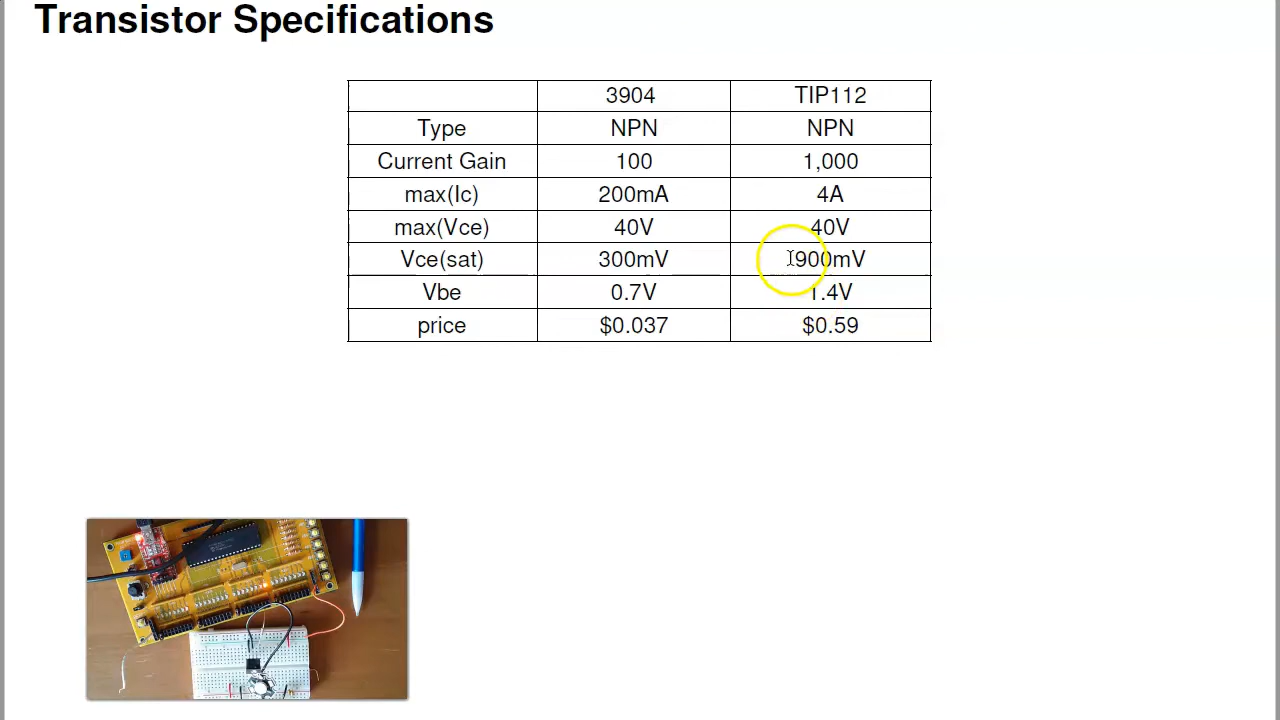 Transistor Specifications
3904 TIP112
Type NPN NPN
Current Gain 100 1,000
max(Ic) 200mA 4A
max(Vce) 40V 40V
Vce(sat) 300mV 900mV
Vbe 0.7V 1.4V
price $0.037 $0.59